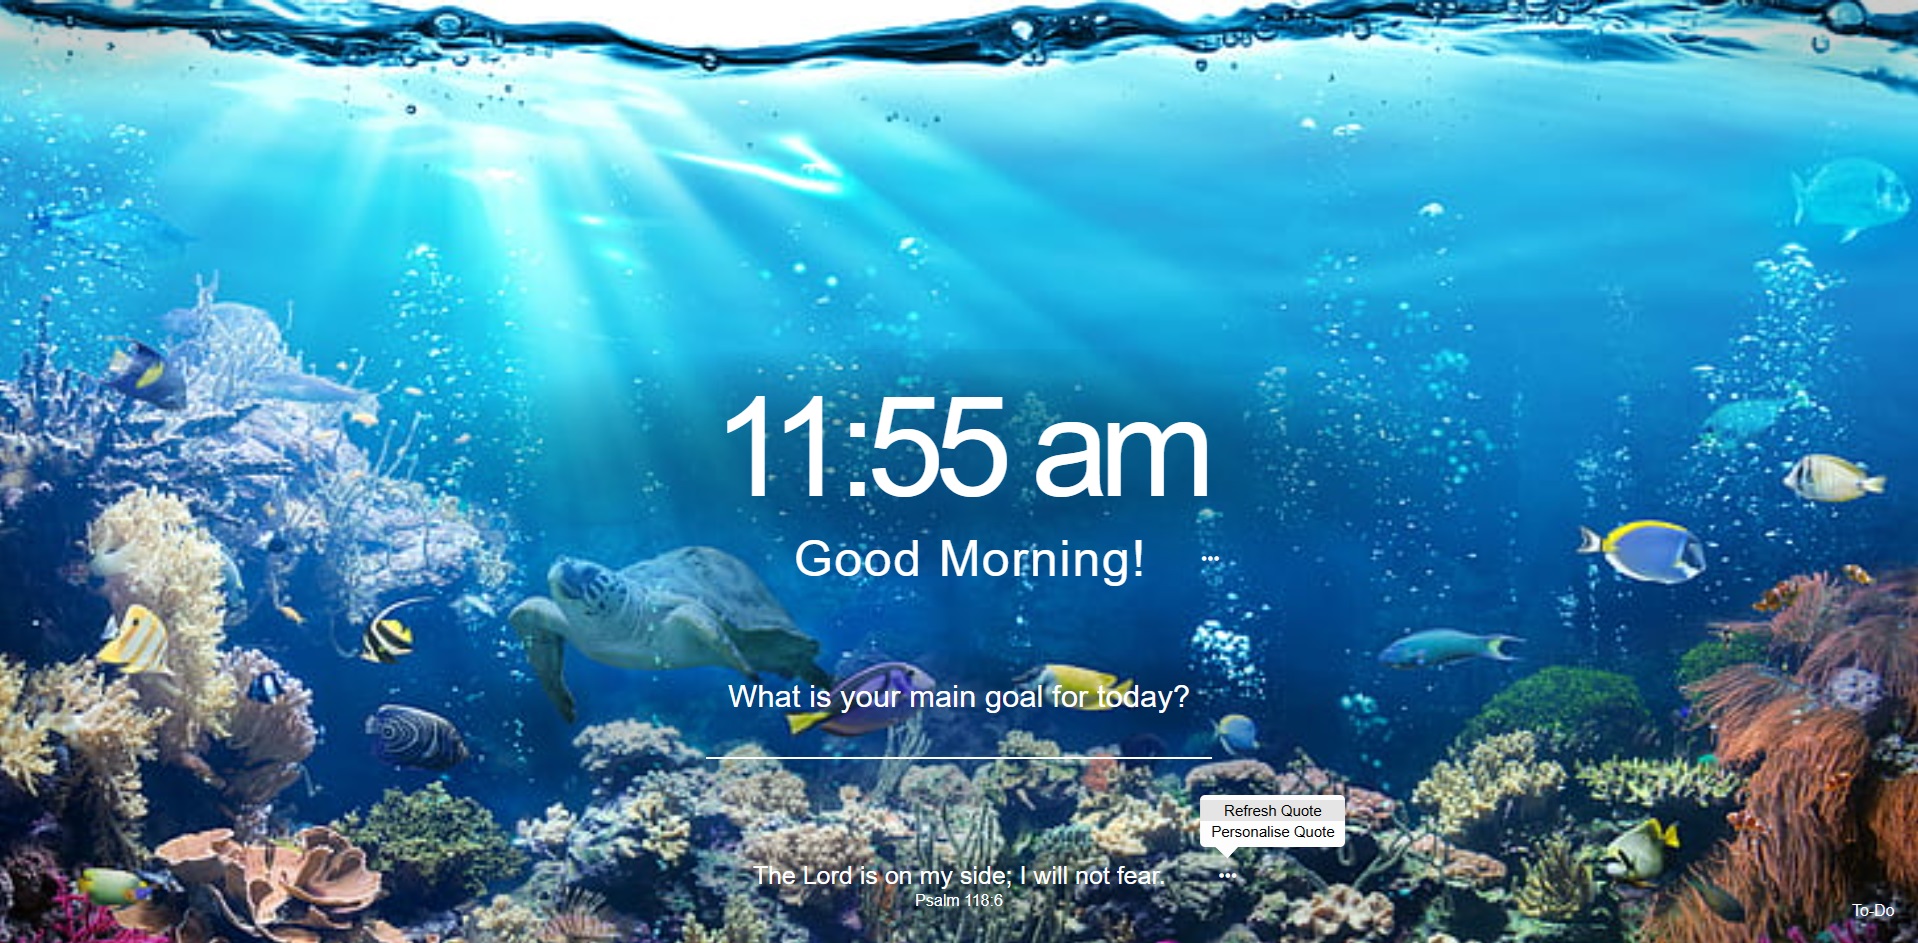 11:55 am
Good Morning!
What is your main goal for today?
Refresh Quote
Personalise Quote
The Lord is on my side; I will not fear.
Psalm 118:6
To-Do